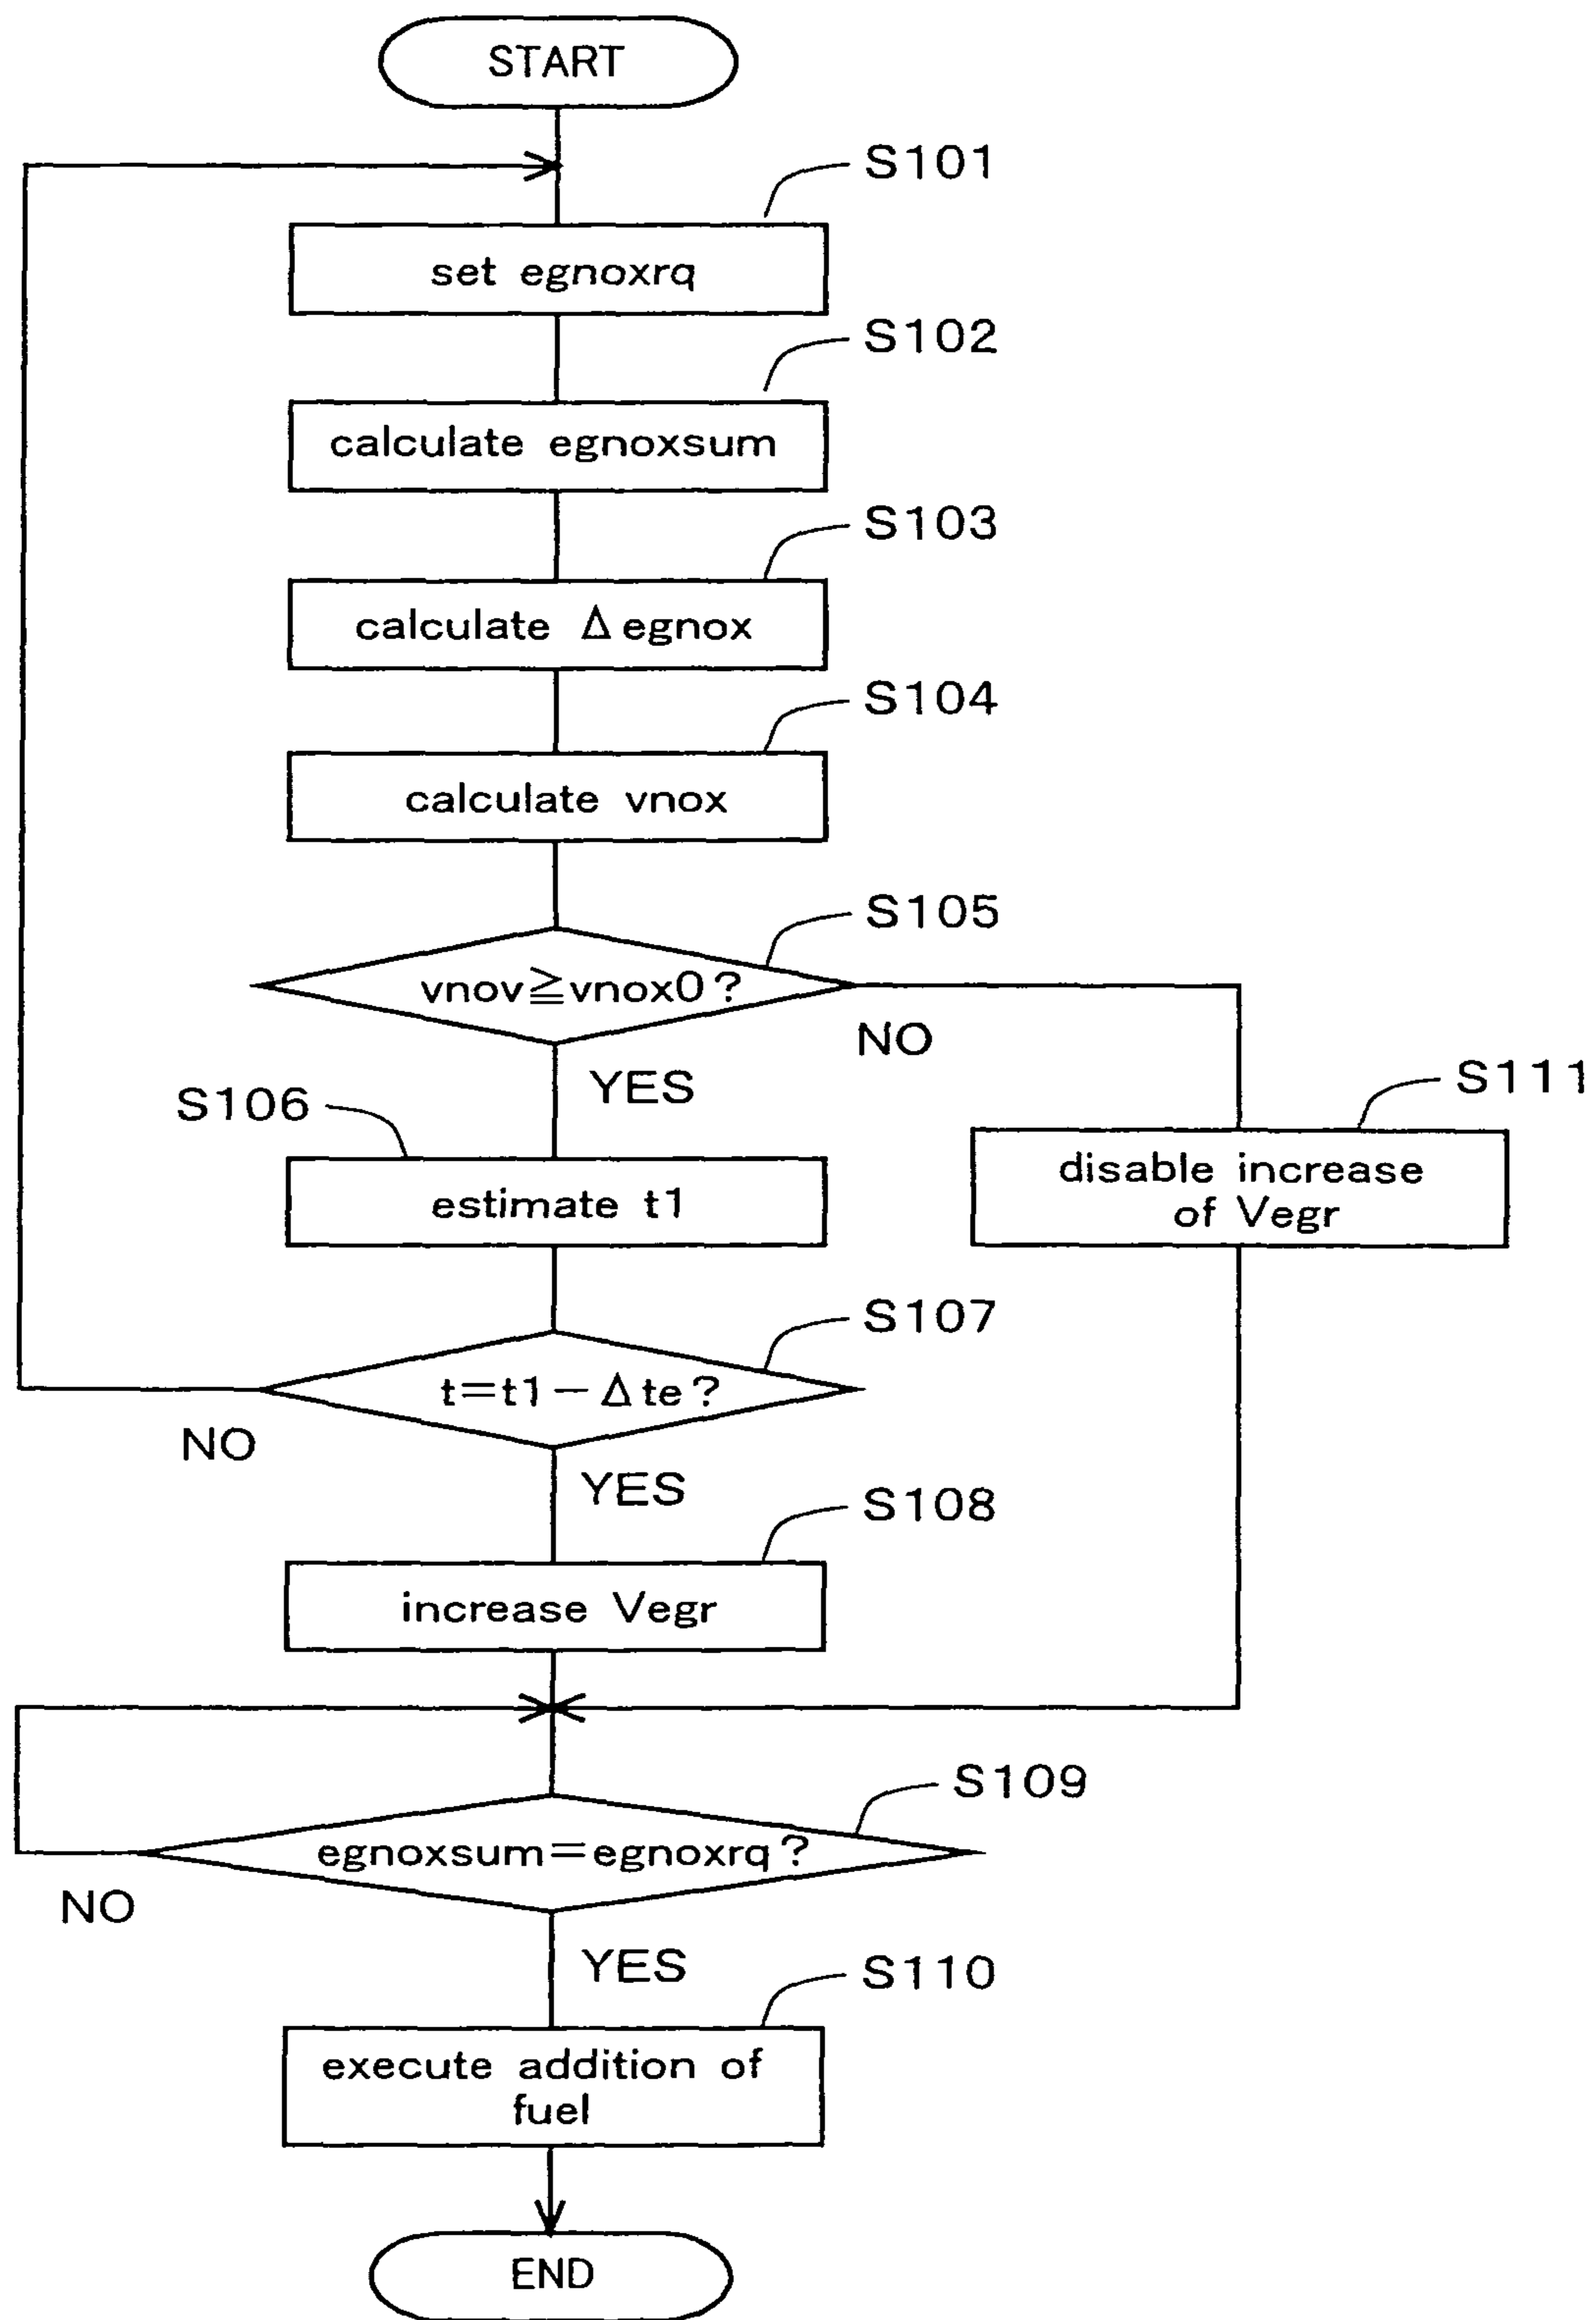 START
S101
set egnoxrq
S102
calculate egnoxsum
S103
calculate Δegnox
S104
calculate vnox
S105
vnov≧vnox0?
NO
YES
S106
S111
estimate t1
disable increase
of Vegr
S107
t=t1-Δte?
NO
YES
S108
increase Vegr
S109
egnoxsum=egnoxrq?
NO
YES
S110
execute addition of
fuel
END